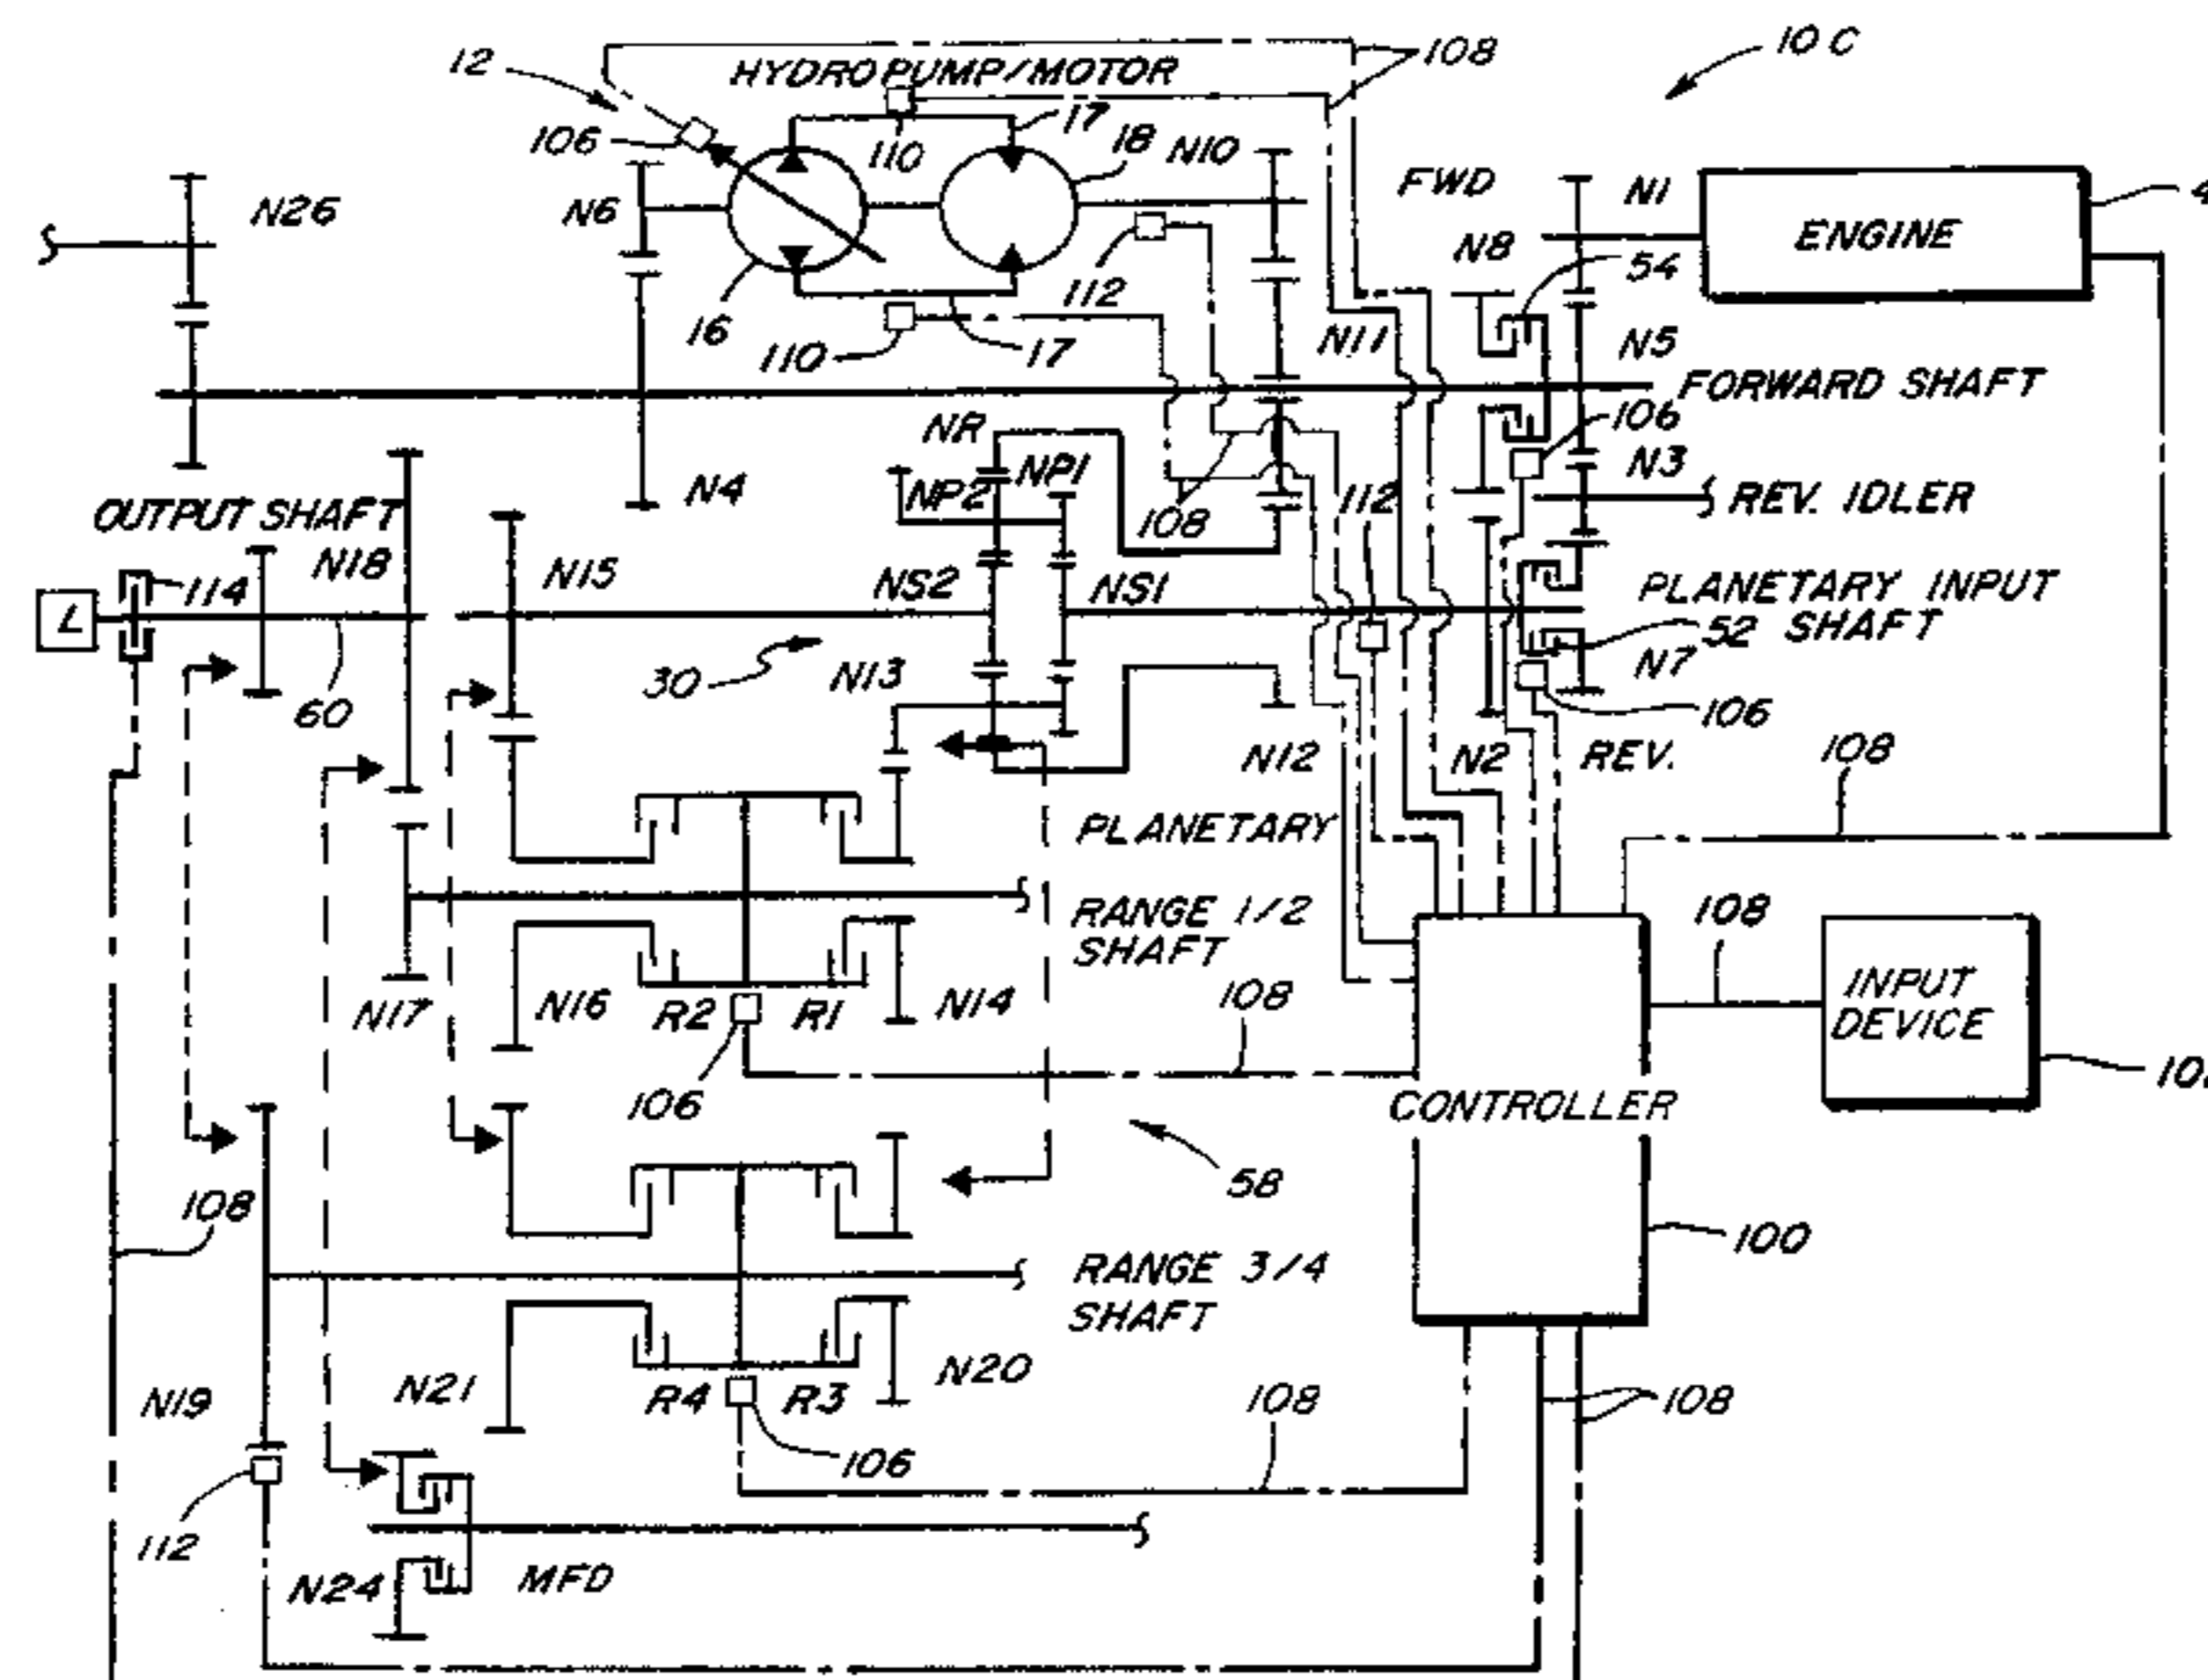 12
HYDRO PUMP/MOTOR
108
10C
106
110
17
18
N10
FWD
N1
ENGINE
4
N26
N6
N8
54
16
112
110
17
N11
N5
FORWARD SHAFT
106
NR
NP1
N3
NP2
N4
108
112
REV. IDLER
OUTPUT SHAFT
N18
N15
NS2
NS1
PLANETARY INPUT
SHAFT
114
L
52
60
30
N13
N7
106
N12
N2
REV.
108
PLANETARY
RANGE 1/2
SHAFT
108
INPUT
DEVICE
N17
N16
R2
R1
N14
108
106
10
CONTROLLER
58
108
100
RANGE 3/4
SHAFT
N19
N21
R4
R3
N20
108
108
106
112
N24
MFD